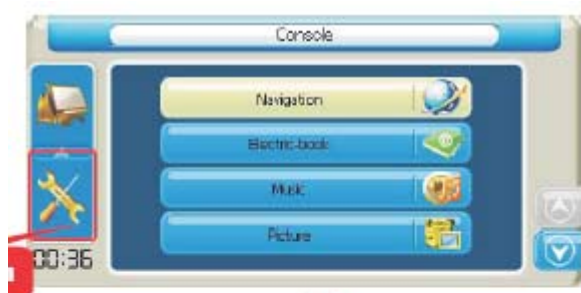 Console
Navigation
Electric-book
Music
Picture
00:36